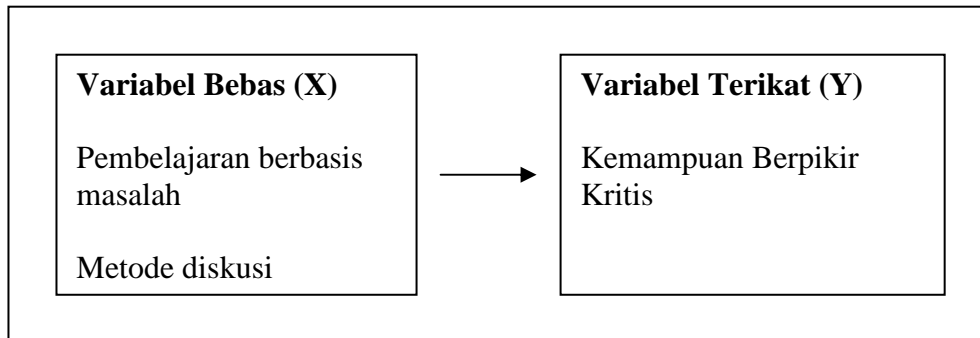 Variabel Bebas (X)
Pembelajaran berbasis
masalah
Metode diskusi
Variabel Terikat (Y)
Kemampuan Berpikir
Kritis